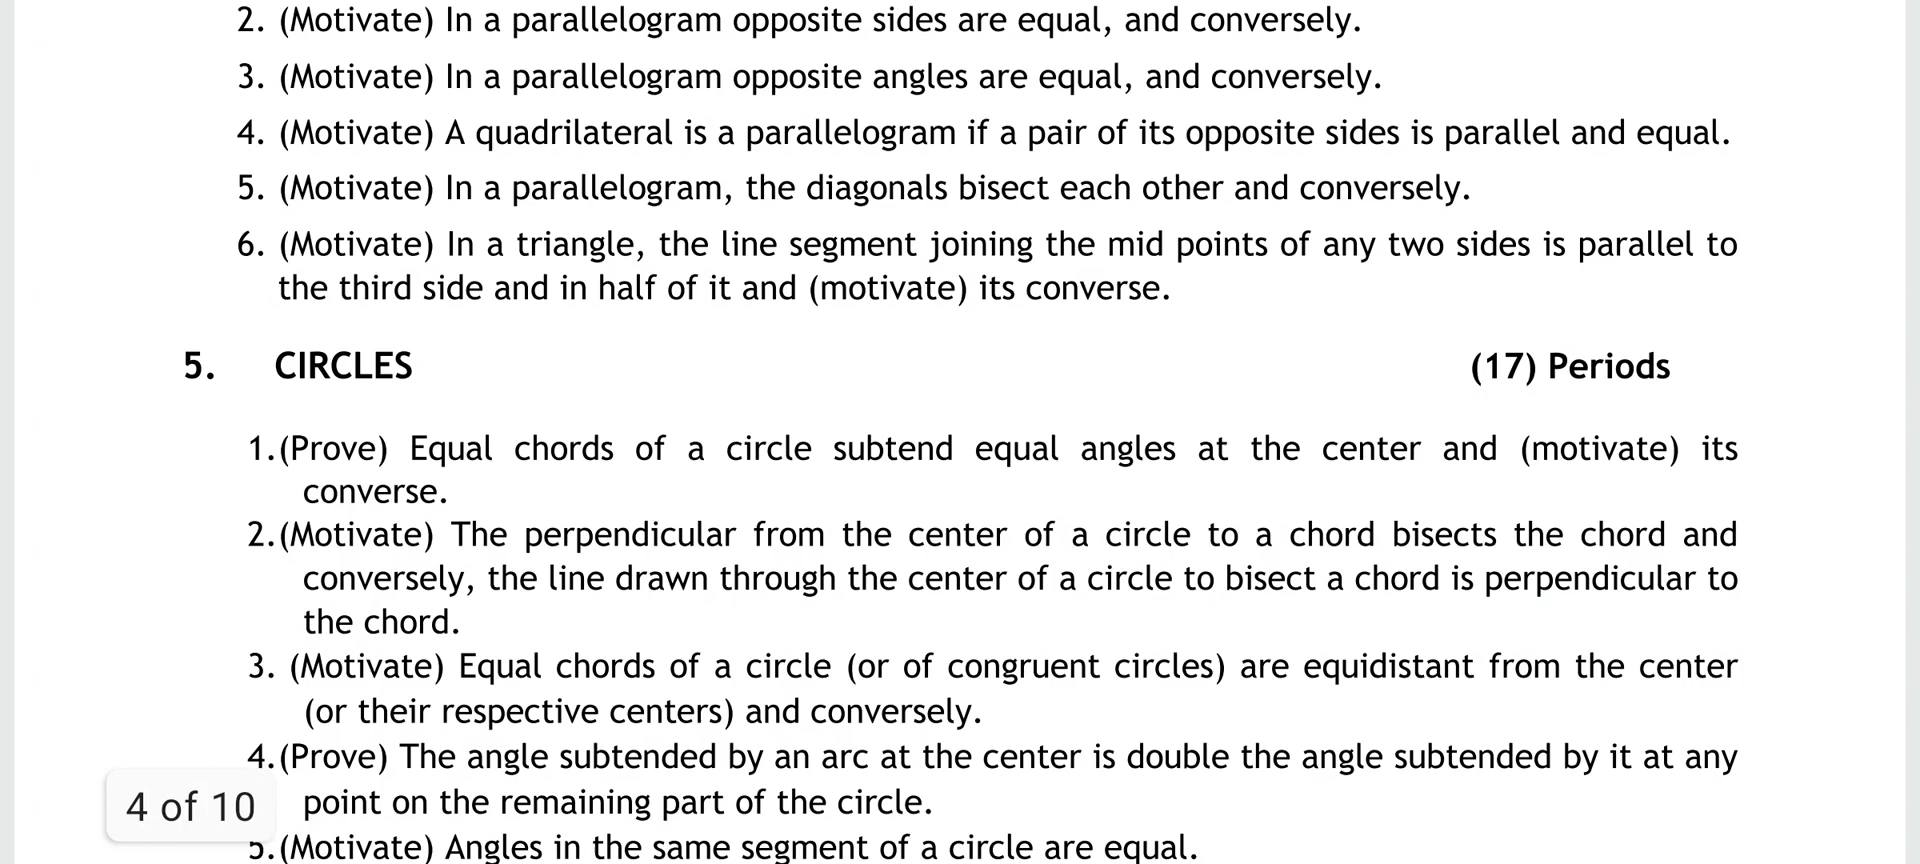 2. (Motivate) In a parallelogram opposite sides are equal, and conversely.
3. (Motivate) In a parallelogram opposite angles are equal, and conversely.
4. (Motivate) A quadrilateral is a parallelogram if a pair of its opposite sides is parallel and equal.
5. (Motivate) In a parallelogram, the diagonals bisect each other and conversely.
6. (Motivate) In a triangle, the line segment joining the mid points of any two sides is parallel to
the third side and in half of it and (motivate) its converse.
5. CIRCLES (17) Periods
1.(Prove) Equal chords of a circle subtend equal angles at the center and (motivate) its
converse.
2.(Motivate) The perpendicular from the center of a circle to a chord bisects the chord and
conversely, the line drawn through the center of a circle to bisect a chord is perpendicular to
the chord.
3. (Motivate) Equal chords of a circle (or of congruent circles) are equidistant from the center
(or their respective centers) and conversely.
4.(Prove) The angle subtended by an arc at the center is double the angle subtended by it at any
point on the remaining part of the circle.
4 of 10
5.(Motivate) Angles in the same segment of a circle are equal.